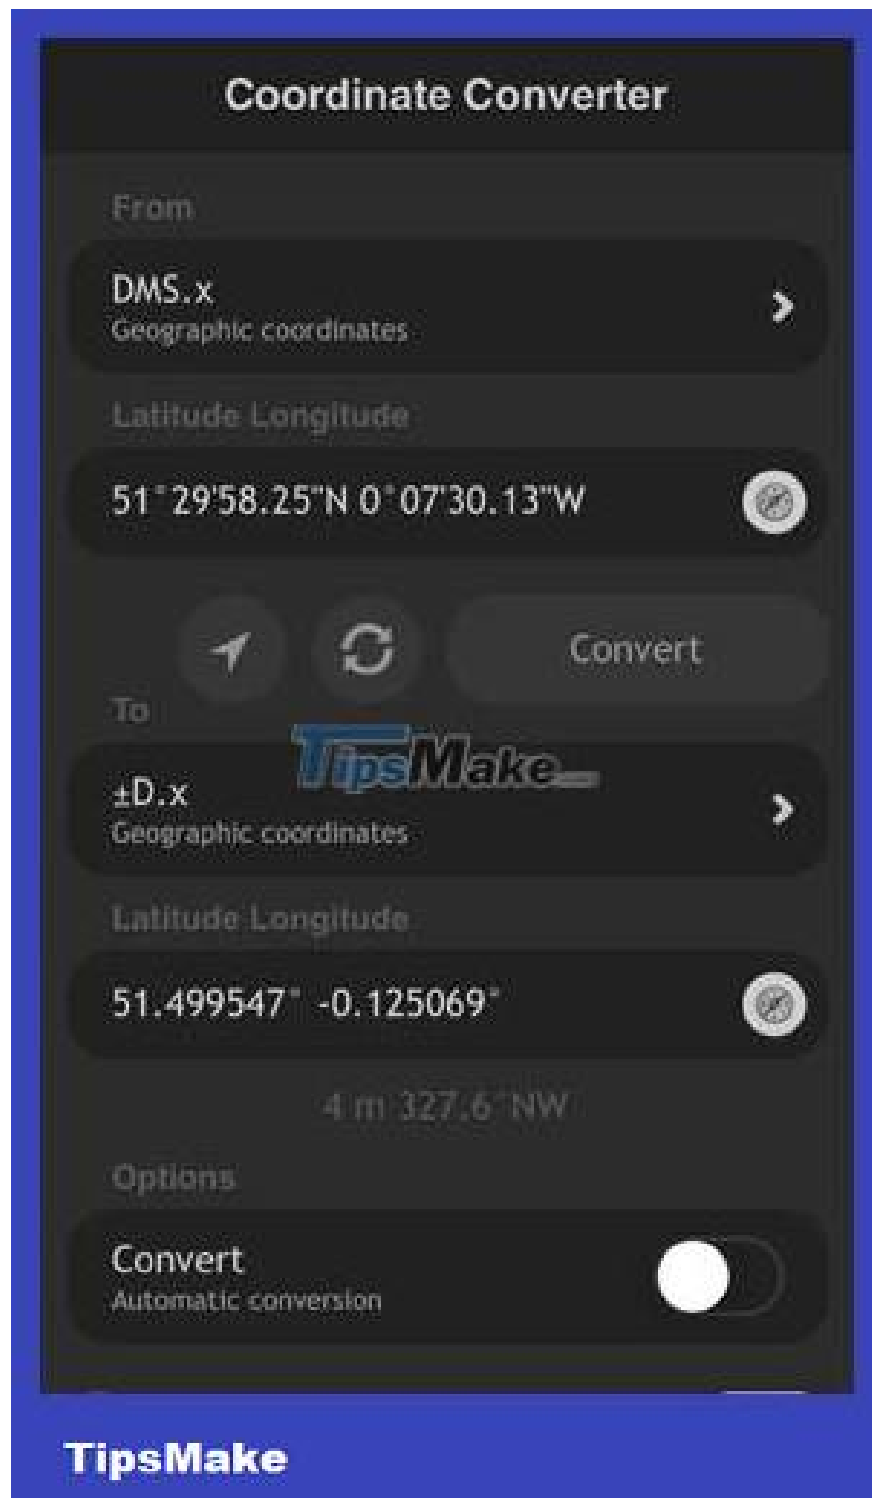 Coordinate Converter
From
DMS.x
Geographic coordinates
Latitude Longitude
51°29'58.25"N 0°07'30.13"W
Convert
To
TipsMake
±D.x
Geographic coordinates
Latitude Longitude
51.499547° -0.125069°
4 m 327.6°NW
Options
Convert
Automatic conversion
TipsMake